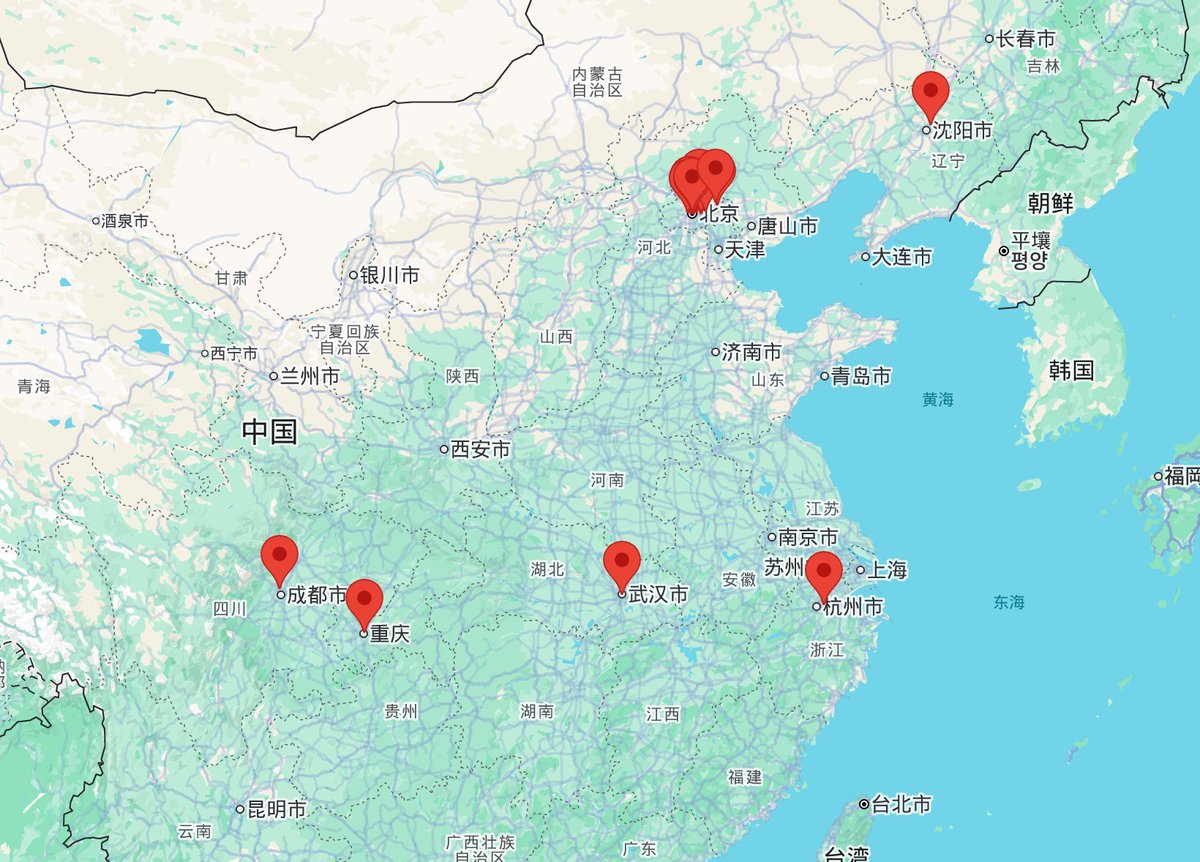 长春市
吉林
内蒙古
自治区
沈阳市
辽宁
朝鲜
平壤
평양
北京
唐山市
天津
河北
大连市
酒泉市
甘肃
银川市
宁夏回族
自治区
山西
陕西
西宁市
兰州市
青海
济南市
山东
青岛市
韩国
黄海
中国
西安市
河南
福冈
江苏
南京市
苏州
上海
安徽
湖北
武汉市
杭州市
成都市
四川
重庆
东海
浙江
贵州
湖南
江西
福建
昆明市
云南
台北市
广西壮族
自治区
广东
台湾